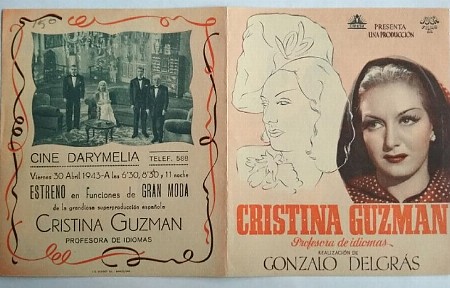 CINE DARYMELIA TELEF. 588
Viernes 30 Abril 1943-A las 6'30, 8'30 y 11 noche
ESTRENO en Funciones de GRAN MODA
de la grandiosa superproducción española
CRISTINA GUZMAN
PROFESORA DE IDIOMAS
PRESENTA
UNA PRODUCCIÓN
CRISTINA GUZMAN
Profesora de idiomas
REALIZACIÓN DE
GONZALO DELGRÁS